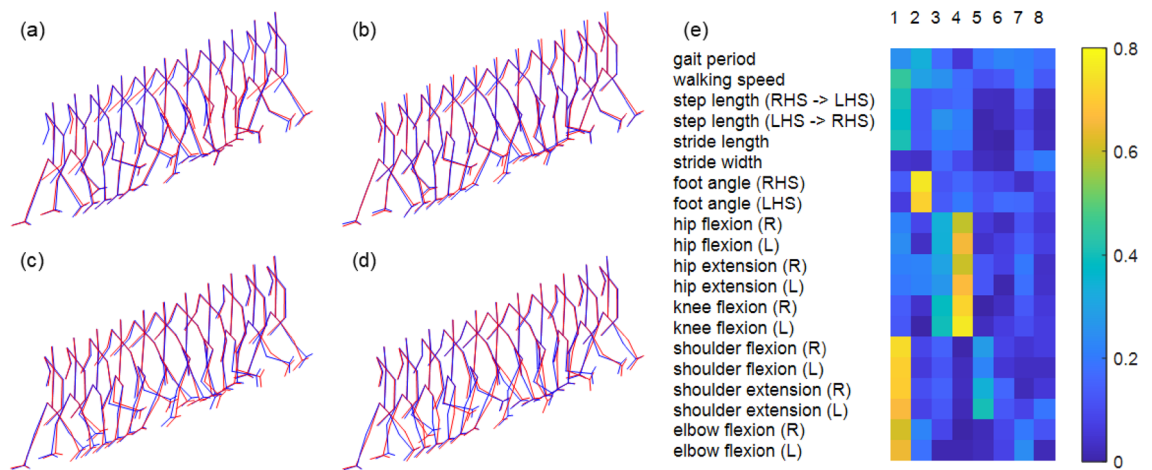 (a)
(b)
(c)
(d)
(e)
1 2 3 4 5 6 7 8
gait period
walking speed
step length (RHS -> LHS)
step length (LHS -> RHS)
stride length
stride width
foot angle (RHS)
foot angle (LHS)
hip flexion (R)
hip flexion (L)
hip extension (R)
hip extension (L)
knee flexion (R)
knee flexion (L)
shoulder flexion (R)
shoulder flexion (L)
shoulder extension (R)
shoulder extension (L)
elbow flexion (R)
elbow flexion (L)
0.8
0.6
0.4
0.2
0